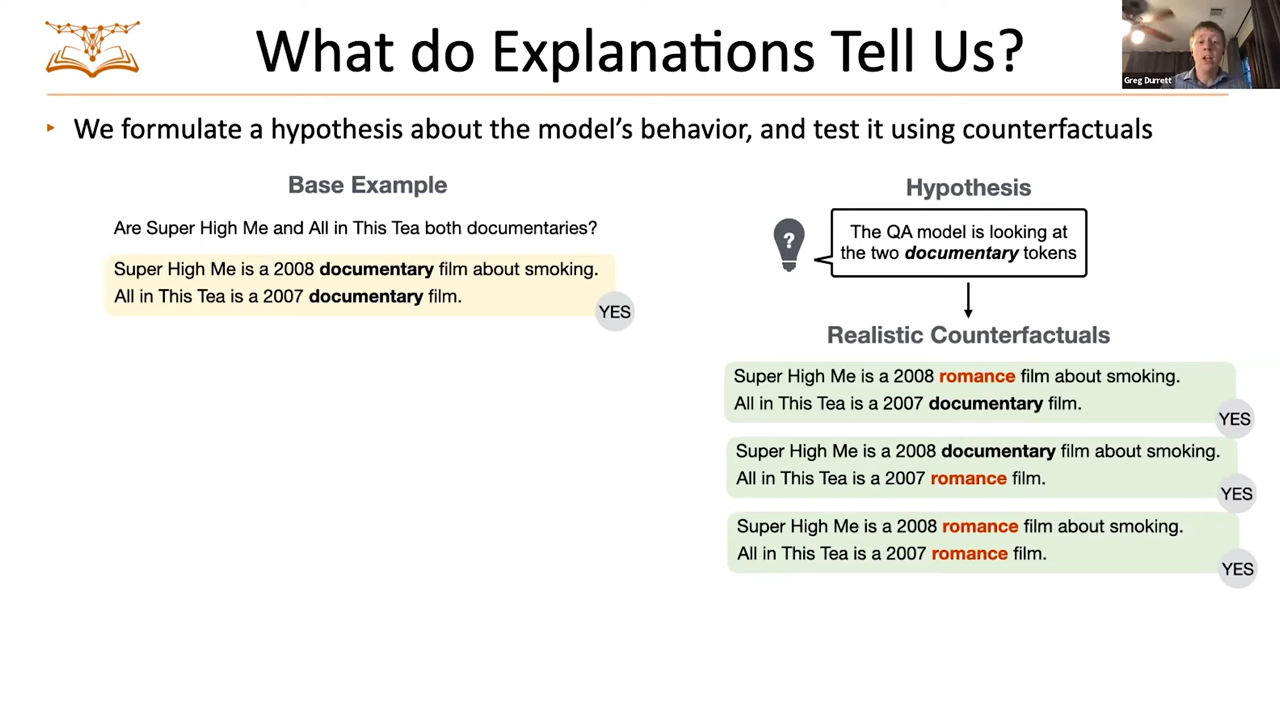 What do Explanations Tell Us?
Greg Durrett
‣ We formulate a hypothesis about the model's behavior, and test it using counterfactuals
Base Example
Are Super High Me and All in This Tea both documentaries?
Super High Me is a 2008 documentary film about smoking.
All in This Tea is a 2007 documentary film.
YES
Hypothesis
?
The QA model is looking at
the two documentary tokens
Realistic Counterfactuals
Super High Me is a 2008 romance film about smoking.
All in This Tea is a 2007 documentary film.
YES
Super High Me is a 2008 documentary film about smoking.
All in This Tea is a 2007 romance film.
YES
Super High Me is a 2008 romance film about smoking.
All in This Tea is a 2007 romance film.
YES